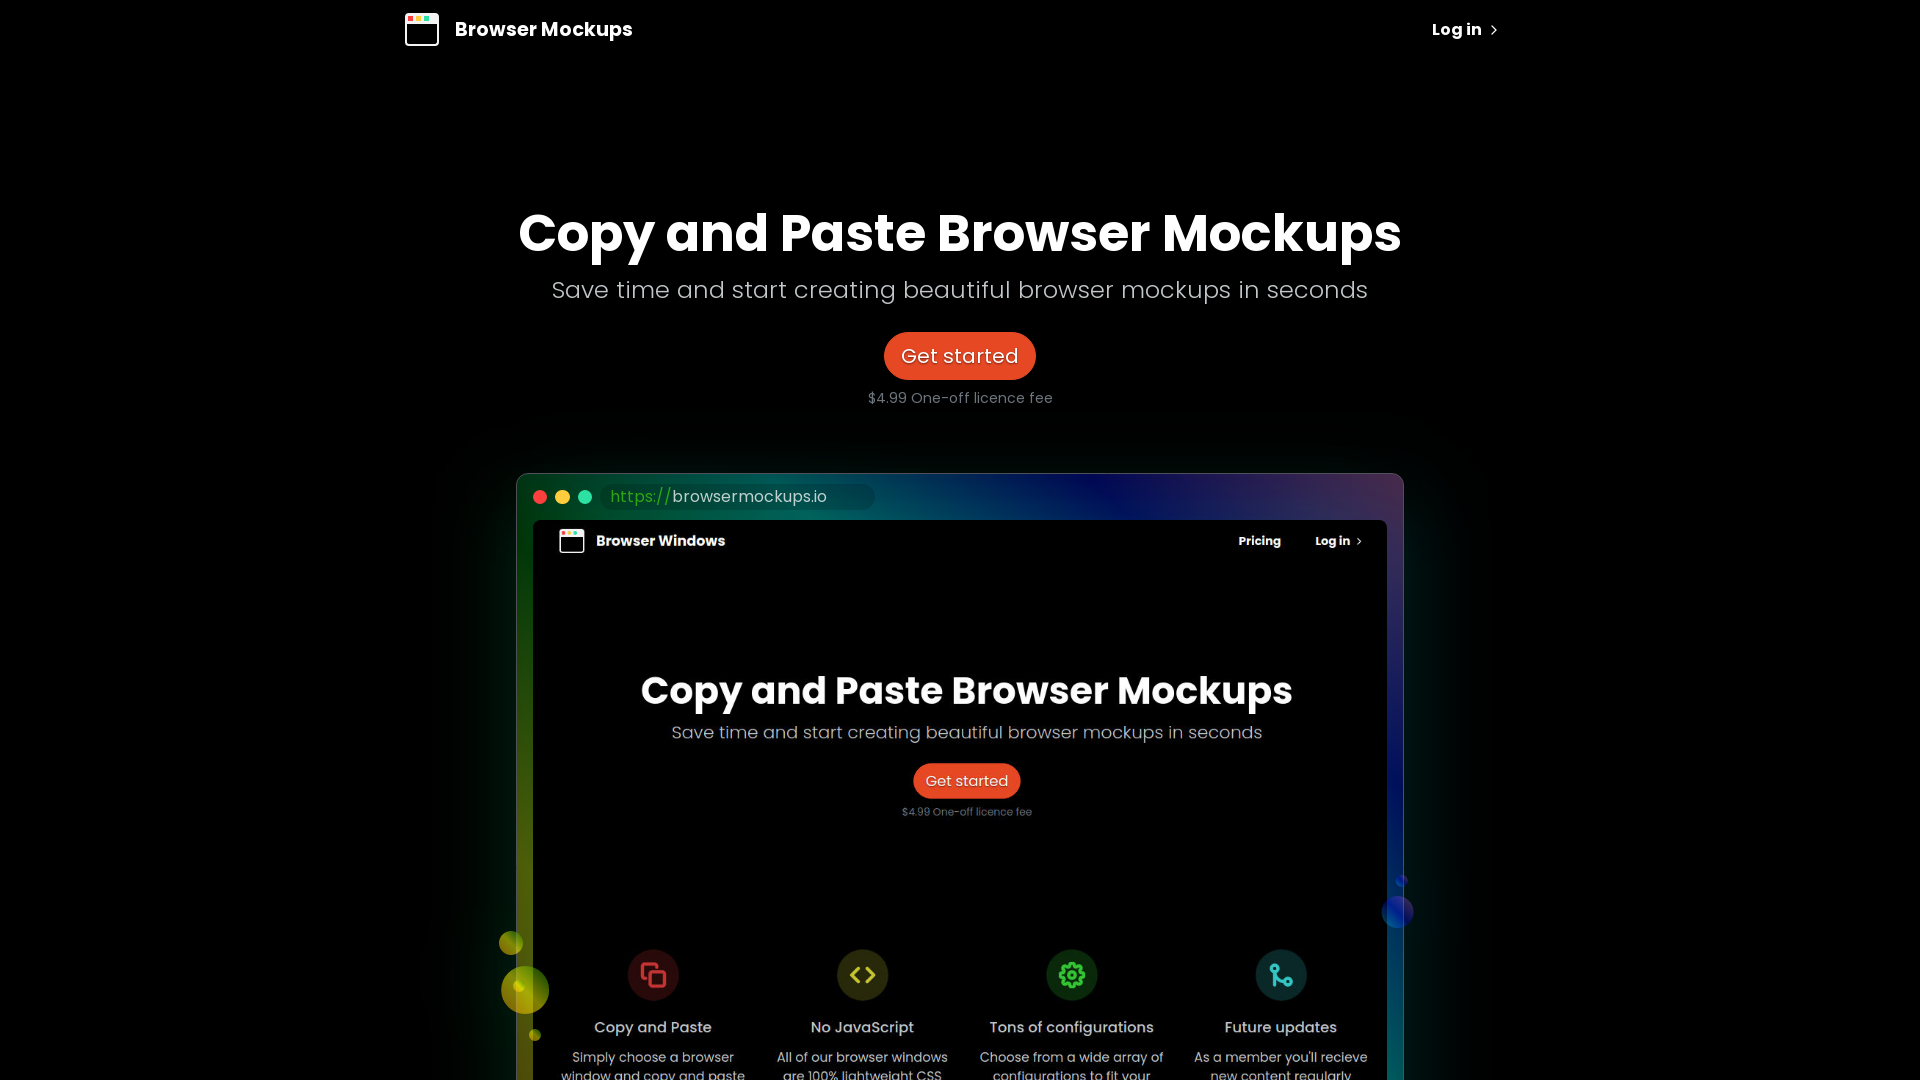 Browser Mockups
Log in
Copy and Paste Browser Mockups
Save time and start creating beautiful browser mockups in seconds
Get started
$4.99 One-off licence fee
https://browsermockups.io
Browser Windows
Pricing
Log in
Copy and Paste Browser Mockups
Save time and start creating beautiful browser mockups in seconds
Get started
$4.99 One-off licence fee
Copy and Paste
No JavaScript
Tons of configurations
Future updates
Simply choose a browser
window and copy and paste
All of our browser windows
are 100% lightweight CSS
Choose from a wide array of
configurations to fit your
As a member you'll recieve
new content regularly